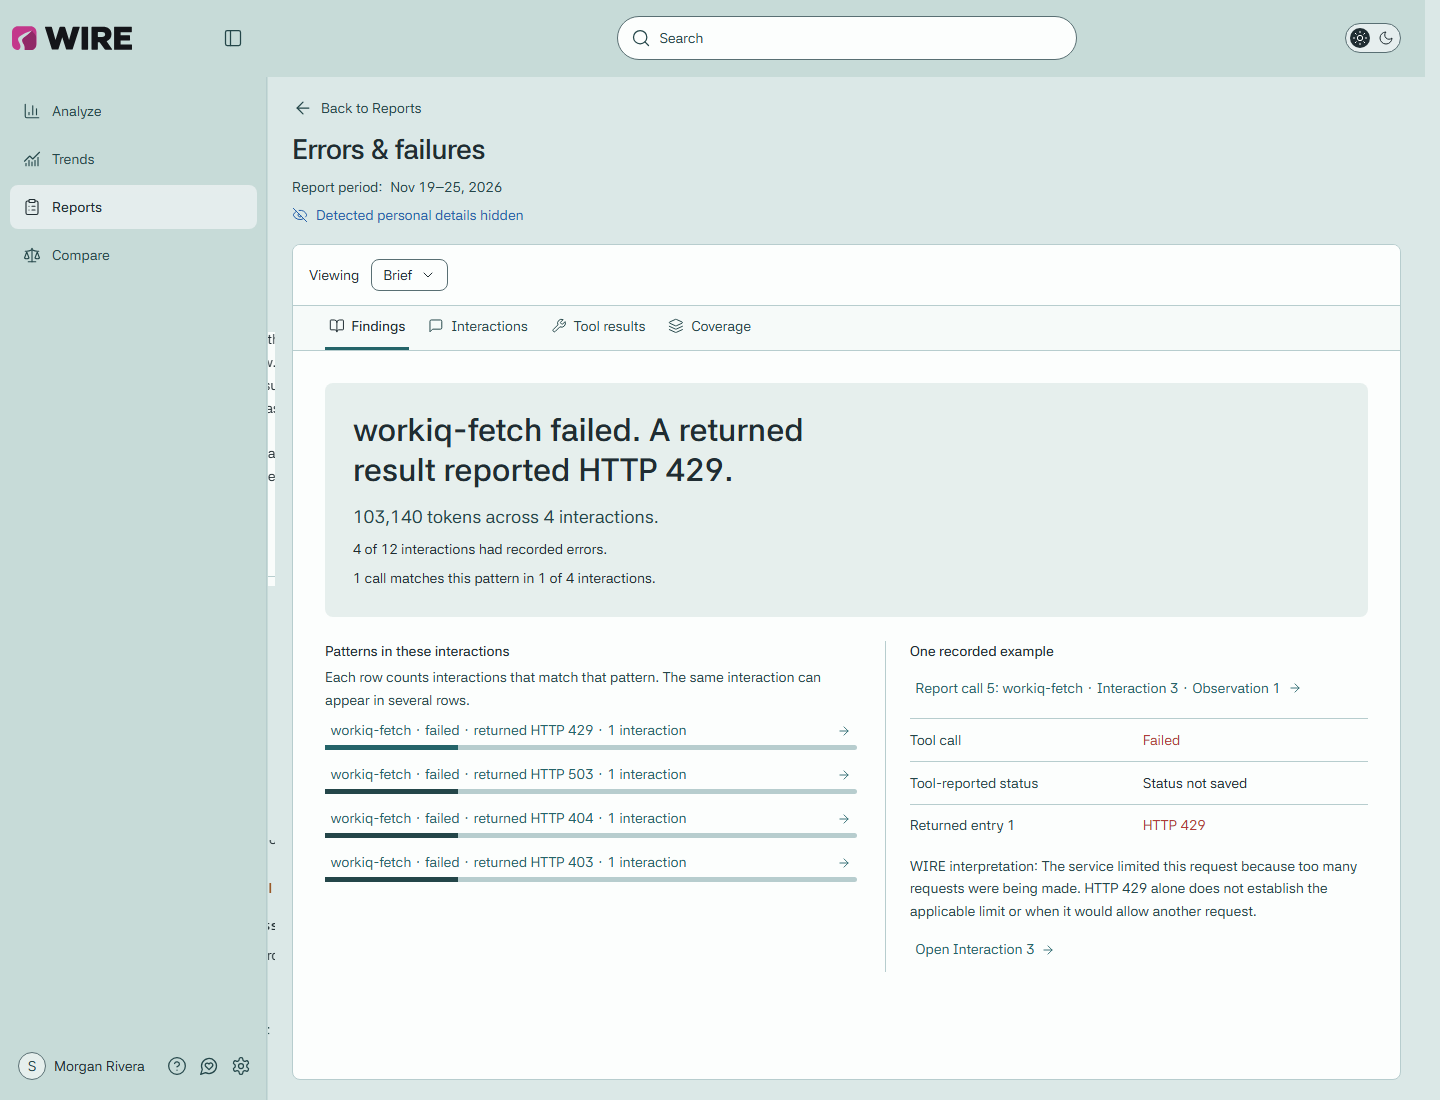 WIRE
Search
Analyze
Trends
Reports
Compare
Back to Reports
Errors & failures
Report period: Nov 19–25, 2026
Detected personal details hidden
Viewing Brief
Findings Interactions Tool results Coverage
workiq-fetch failed. A returned
result reported HTTP 429.
103,140 tokens across 4 interactions.
4 of 12 interactions had recorded errors.
1 call matches this pattern in 1 of 4 interactions.
Patterns in these interactions
Each row counts interactions that match that pattern. The same interaction can
appear in several rows.
workiq-fetch · failed · returned HTTP 429 · 1 interaction
workiq-fetch · failed · returned HTTP 503 · 1 interaction
workiq-fetch · failed · returned HTTP 404 · 1 interaction
workiq-fetch · failed · returned HTTP 403 · 1 interaction
One recorded example
Report call 5: workiq-fetch · Interaction 3 · Observation 1
Tool call Failed
Tool-reported status Status not saved
Returned entry 1 HTTP 429
WIRE interpretation: The service limited this request because too many
requests were being made. HTTP 429 alone does not establish the
applicable limit or when it would allow another request.
Open Interaction 3
S Morgan Rivera